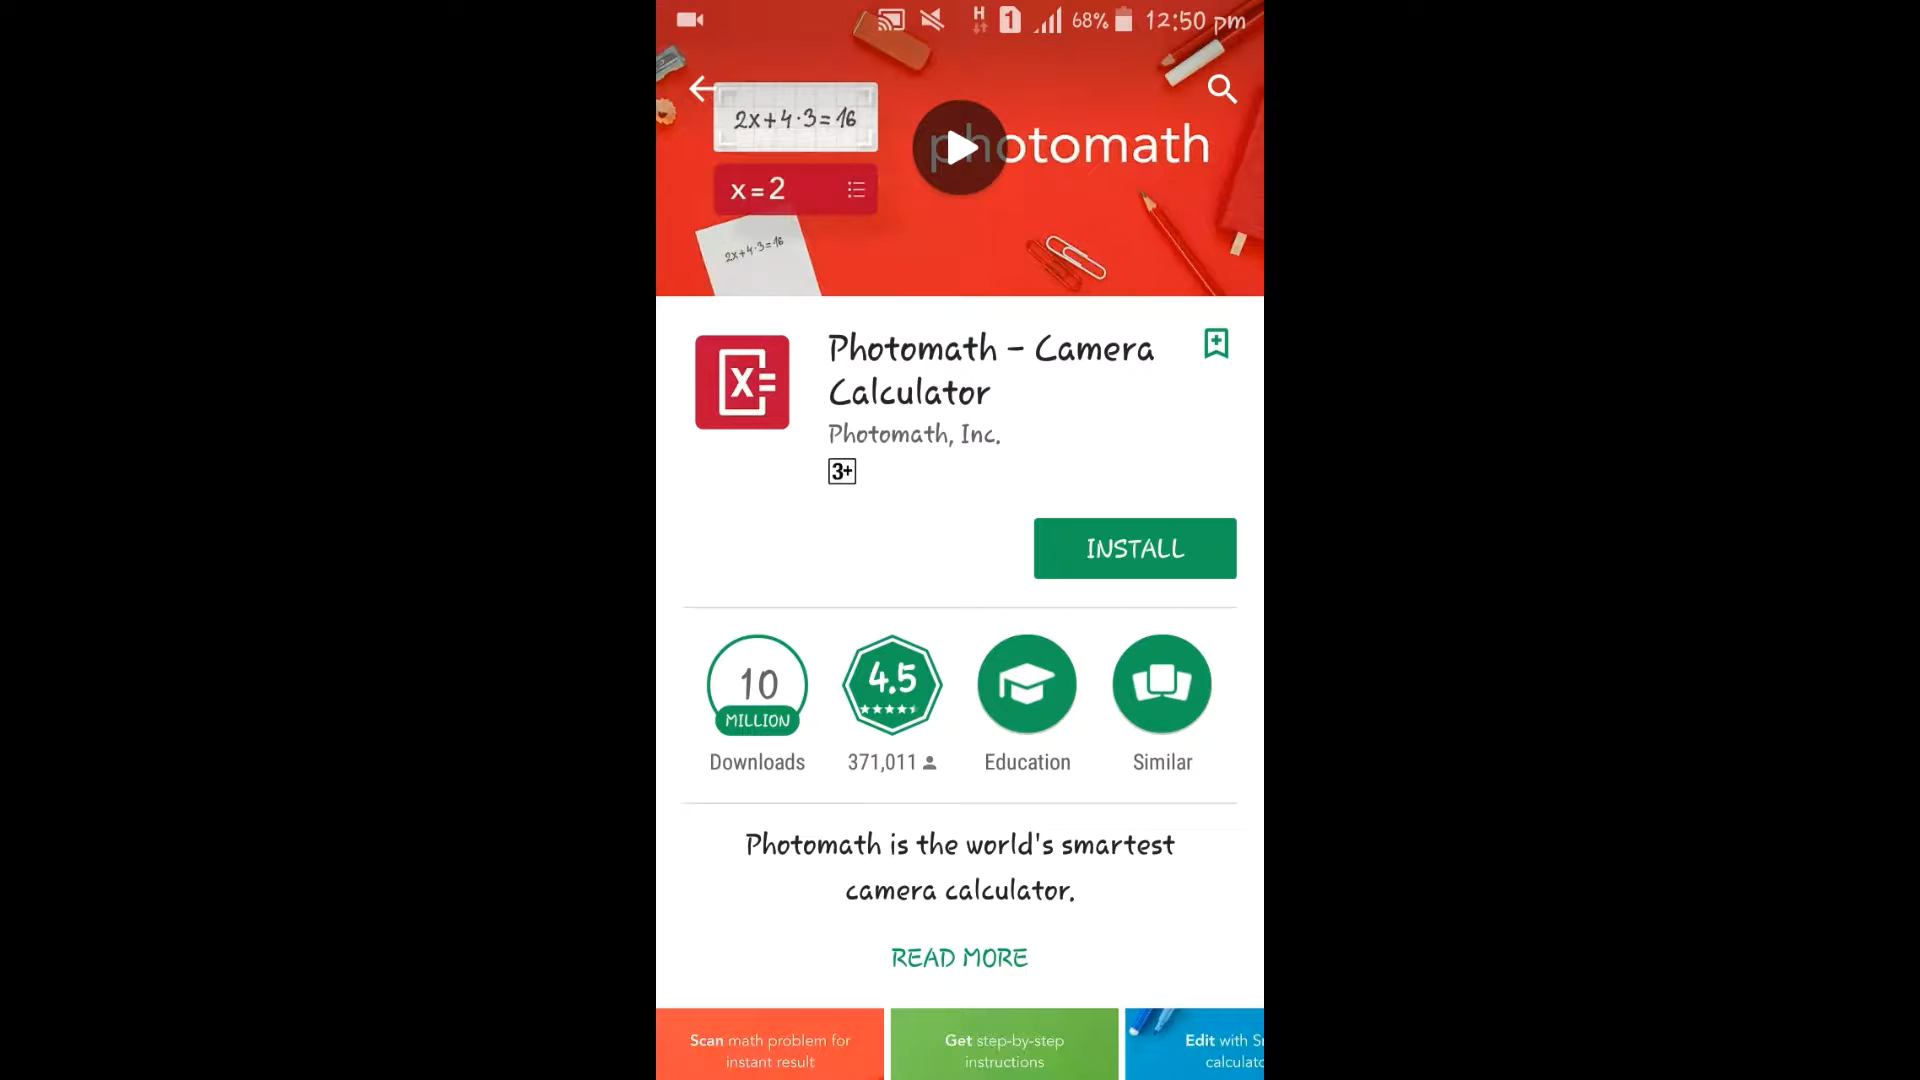 H 1 68% 12:50 pm
2x+4·3=16
photomath
x=2
2x+4·3=16
Photomath - Camera
Calculator
Photomath, Inc.
3+
INSTALL
10
MILLION
4.5
Downloads
371,011
Education
Similar
Photomath is the world's smartest
camera calculator.
READ MORE
Scan math problem for
instant result
Get step-by-step
instructions
Edit with